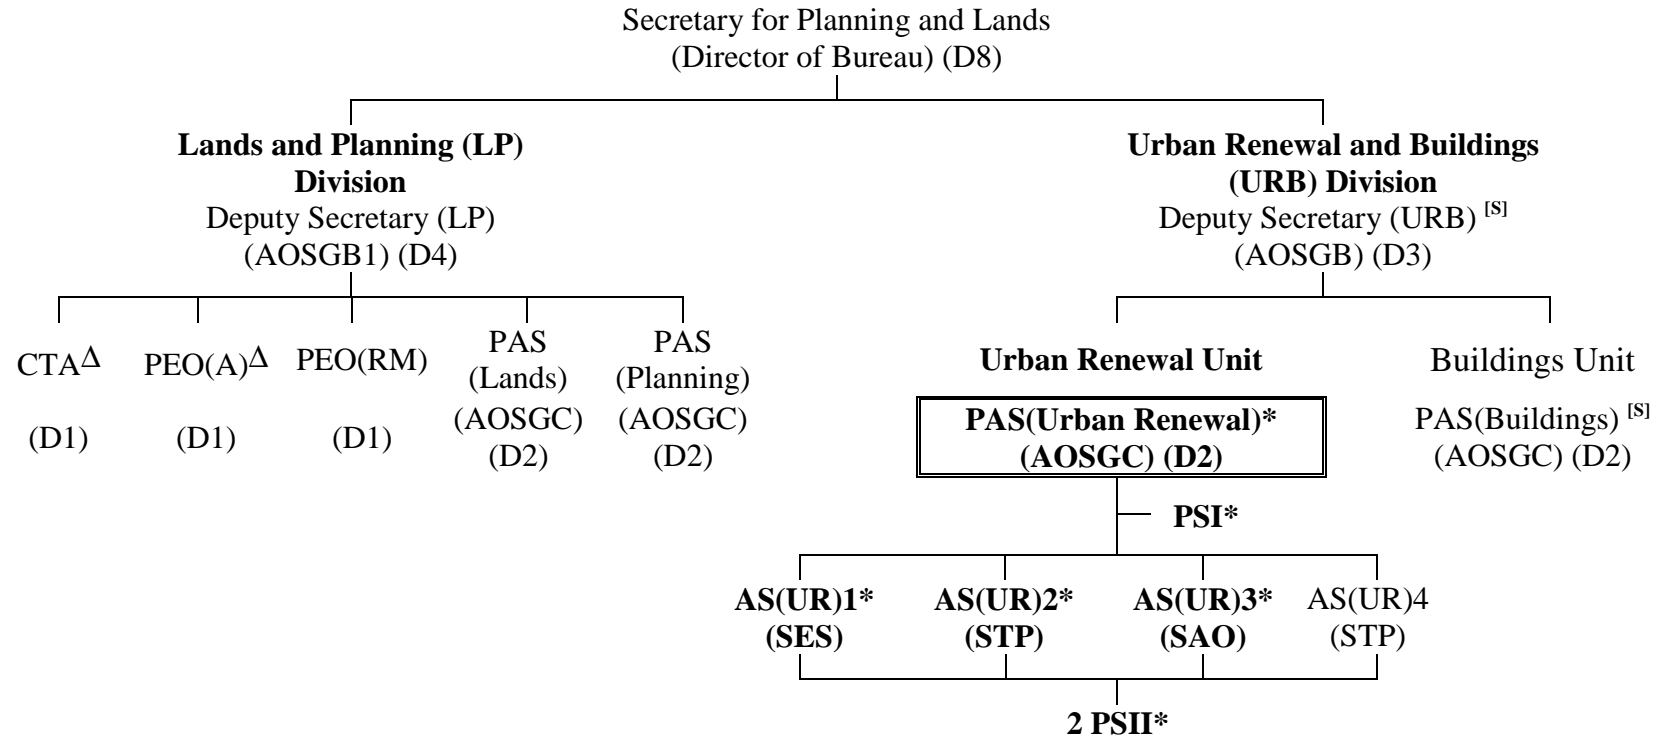 Secretary for Planning and Lands
(Director of Bureau) (D8)
Lands and Planning (LP)
Division
Deputy Secretary (LP)
(AOSGB1) (D4)
Urban Renewal and Buildings
(URB) Division
Deputy Secretary (URB) [S]
(AOSGB) (D3)
CTAΔ
(D1)
PEO(A)Δ
(D1)
PEO(RM)
(D1)
PAS
(Lands)
(AOSGC)
(D2)
PAS
(Planning)
(AOSGC)
(D2)
Urban Renewal Unit
PAS(Urban Renewal)*
(AOSGC) (D2)
Buildings Unit
PAS(Buildings) [S]
(AOSGC) (D2)
PSI*
AS(UR)1*
(SES)
AS(UR)2*
(STP)
AS(UR)3*
(SAO)
AS(UR)4
(STP)
2 PSII*